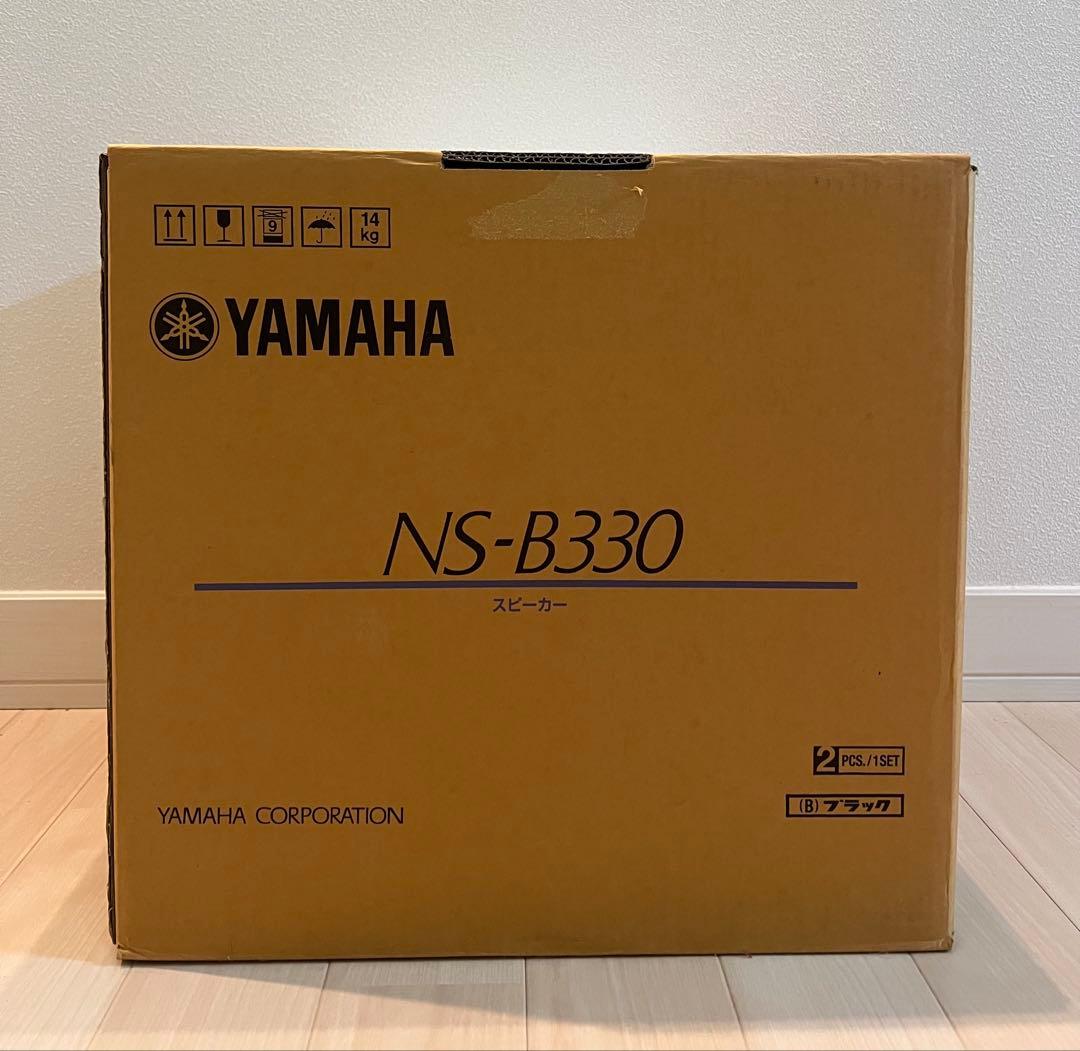 9
14
kg
YAMAHA
NS-B330
スピーカー
2 PCS./1SET
(B) ブラック
YAMAHA CORPORATION